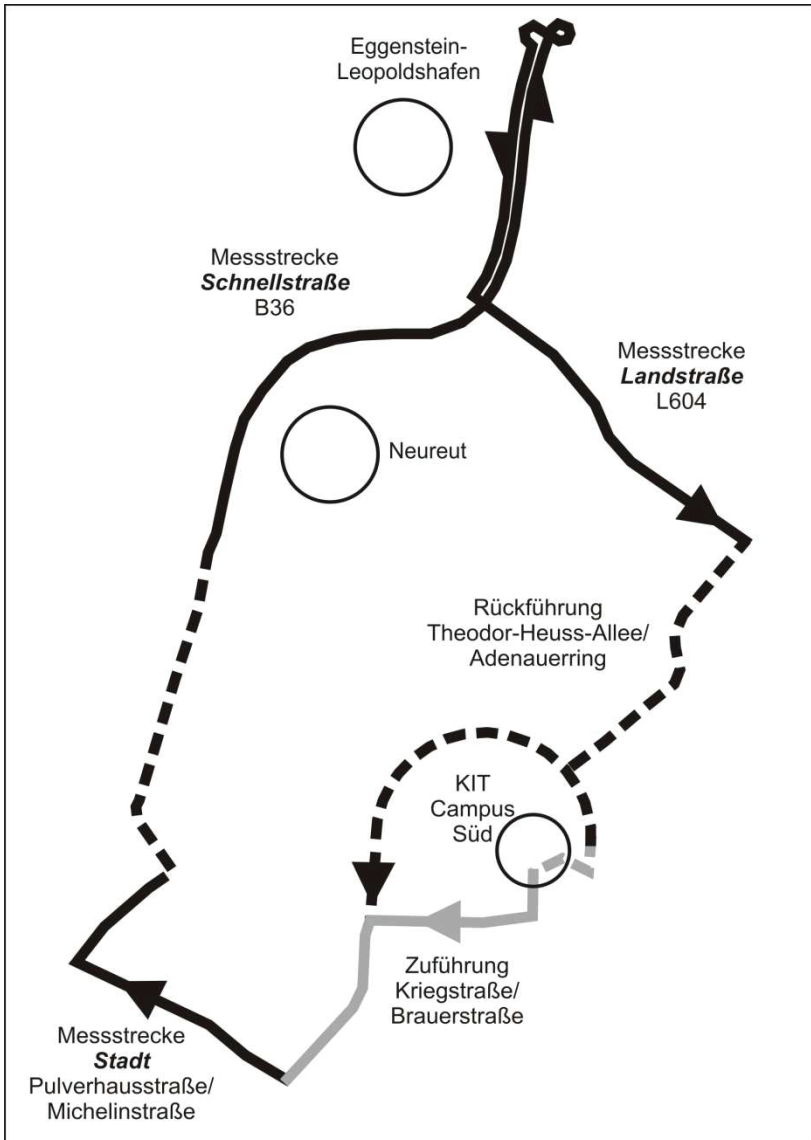 Eggenstein-
Leopoldshafen
Messstrecke
Schnellstraße
B36
Messstrecke
Landstraße
L604
Neureut
Rückführung
Theodor-Heuss-Allee/
Adenauerring
KIT
Campus
Süd
Zuführung
Kriegstraße/
Brauerstraße
Messstrecke
Stadt
Pulverhausstraße/
Michelinstraße